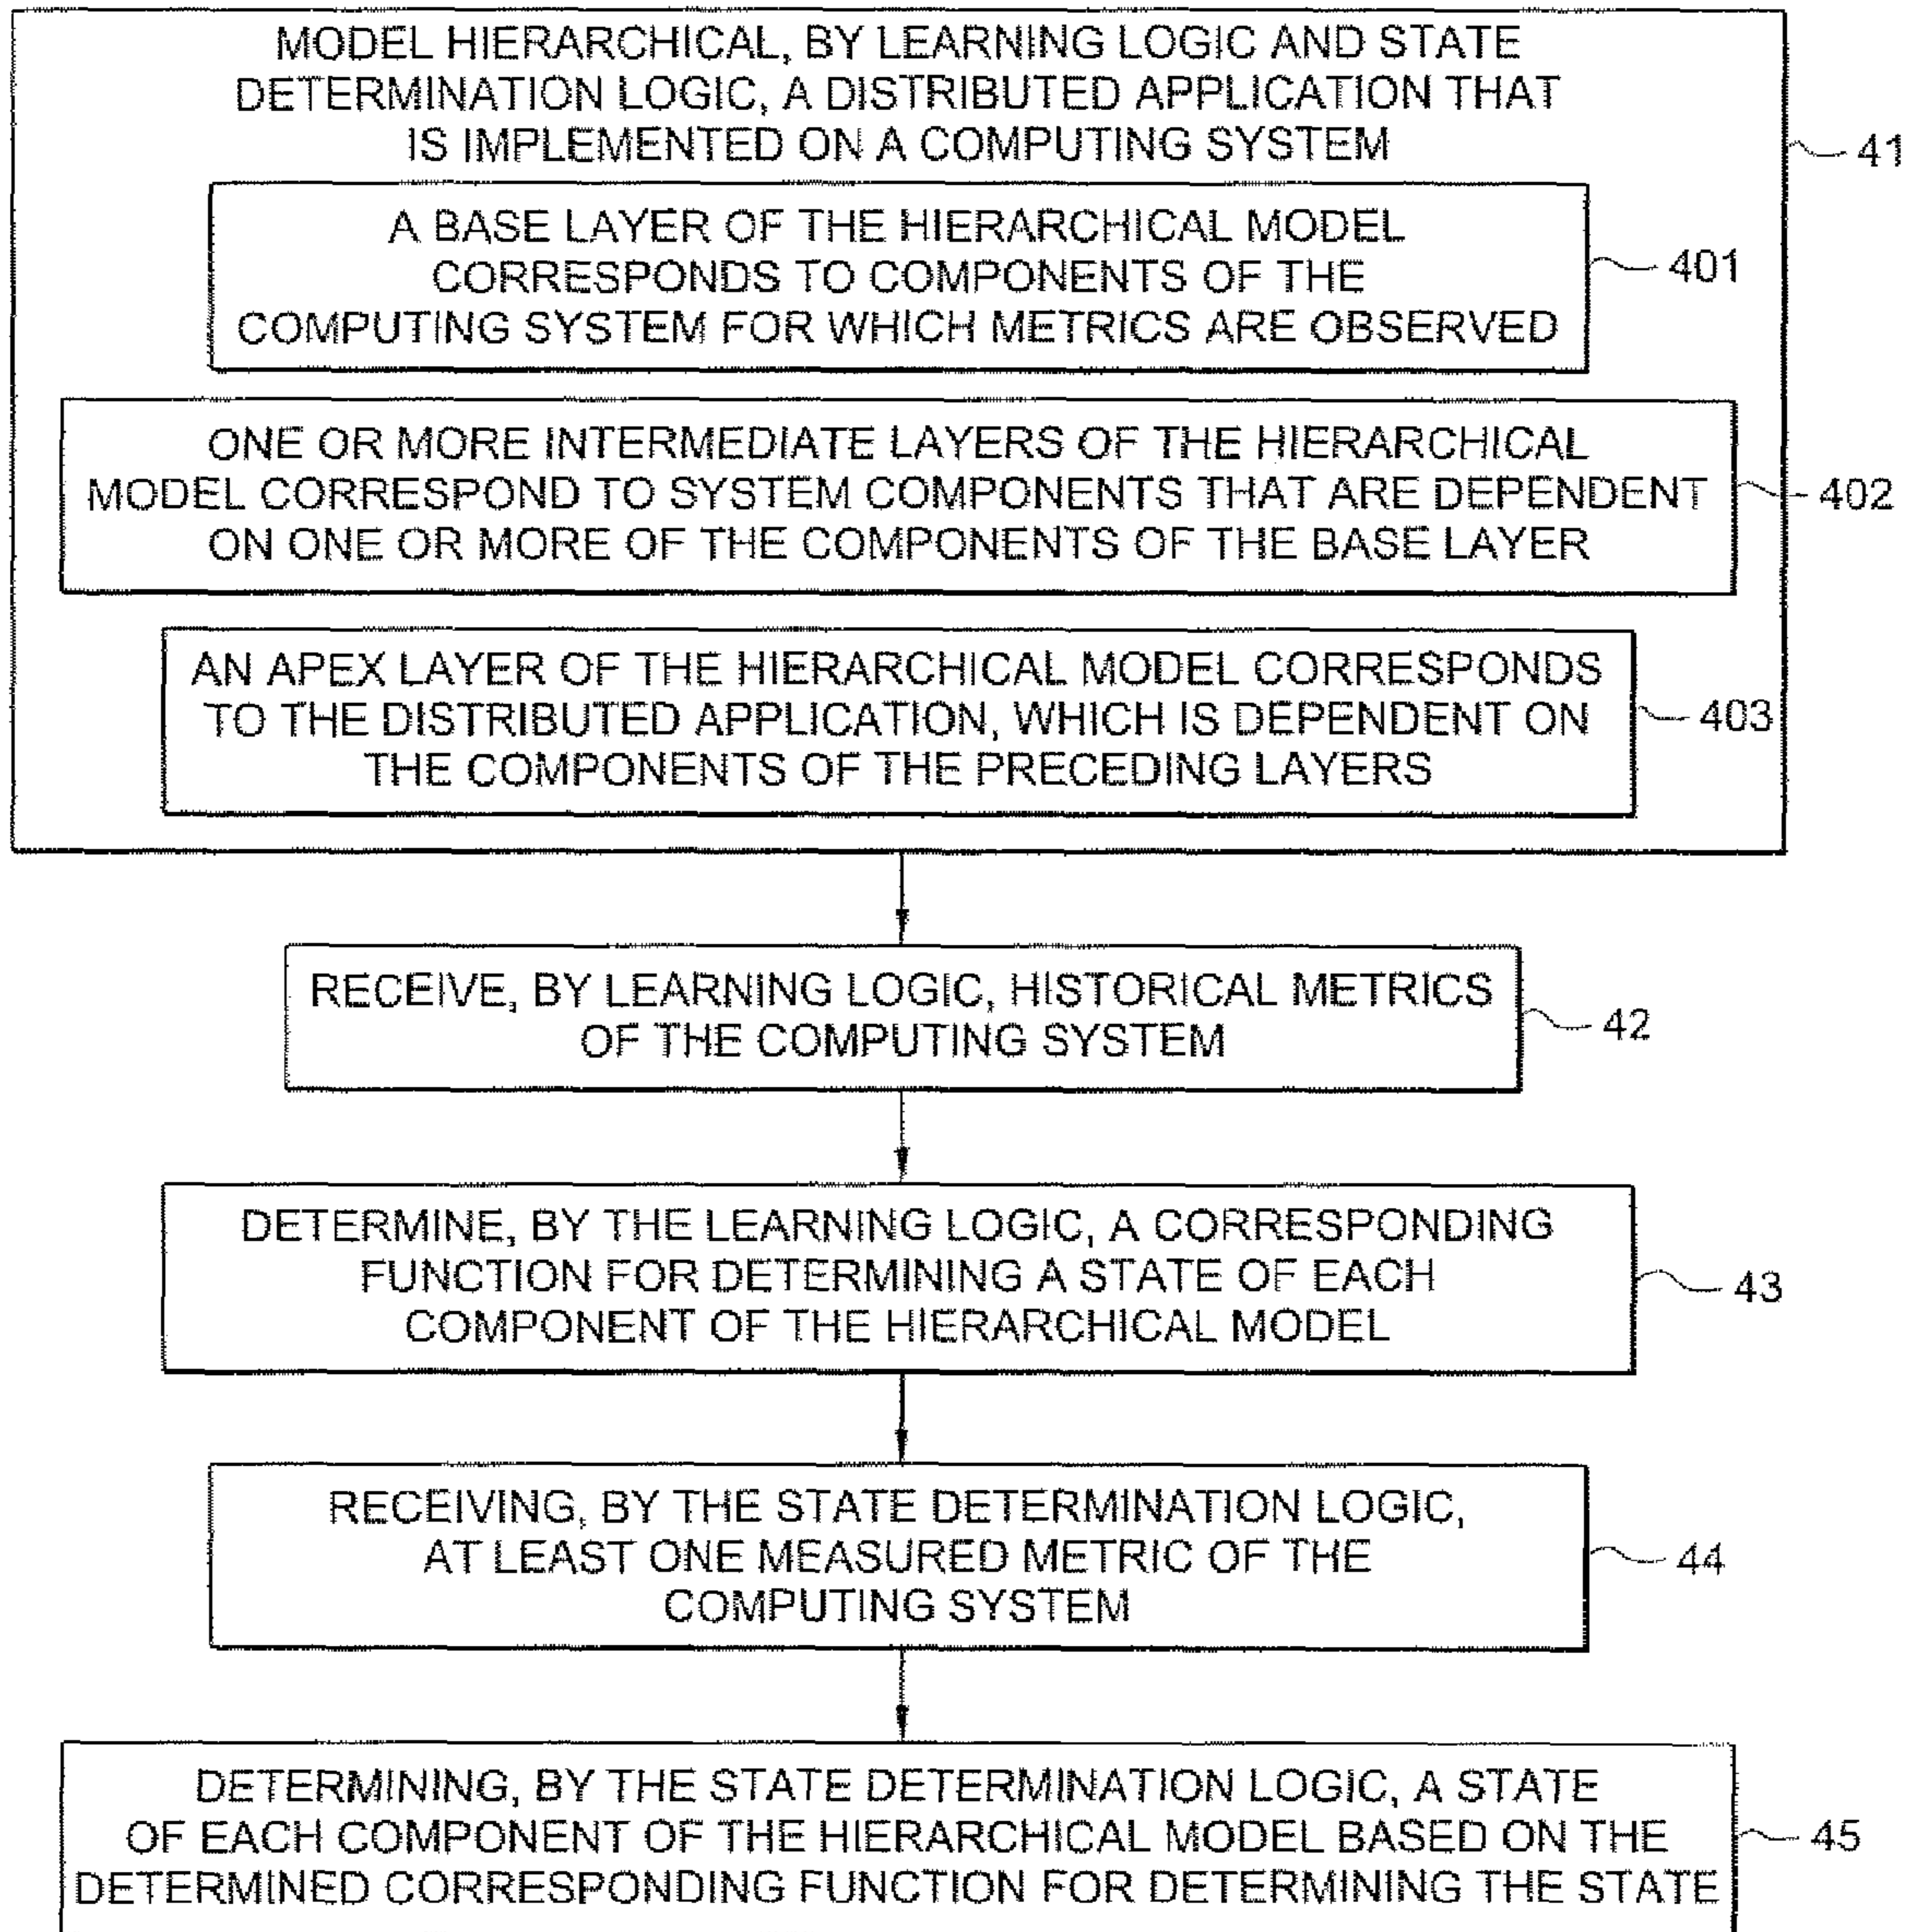 MODEL HIERARCHICAL, BY LEARNING LOGIC AND STATE
DETERMINATION LOGIC, A DISTRIBUTED APPLICATION THAT
IS IMPLEMENTED ON A COMPUTING SYSTEM
41
A BASE LAYER OF THE HIERARCHICAL MODEL
CORRESPONDS TO COMPONENTS OF THE
COMPUTING SYSTEM FOR WHICH METRICS ARE OBSERVED
401
ONE OR MORE INTERMEDIATE LAYERS OF THE HIERARCHICAL
MODEL CORRESPOND TO SYSTEM COMPONENTS THAT ARE DEPENDENT
ON ONE OR MORE OF THE COMPONENTS OF THE BASE LAYER
402
AN APEX LAYER OF THE HIERARCHICAL MODEL CORRESPONDS
TO THE DISTRIBUTED APPLICATION, WHICH IS DEPENDENT ON
THE COMPONENTS OF THE PRECEDING LAYERS
403
RECEIVE, BY LEARNING LOGIC, HISTORICAL METRICS
OF THE COMPUTING SYSTEM
42
DETERMINE, BY THE LEARNING LOGIC, A CORRESPONDING
FUNCTION FOR DETERMINING A STATE OF EACH
COMPONENT OF THE HIERARCHICAL MODEL
43
RECEIVING, BY THE STATE DETERMINATION LOGIC,
AT LEAST ONE MEASURED METRIC OF THE
COMPUTING SYSTEM
44
DETERMINING, BY THE STATE DETERMINATION LOGIC, A STATE
OF EACH COMPONENT OF THE HIERARCHICAL MODEL BASED ON THE
DETERMINED CORRESPONDING FUNCTION FOR DETERMINING THE STATE
45